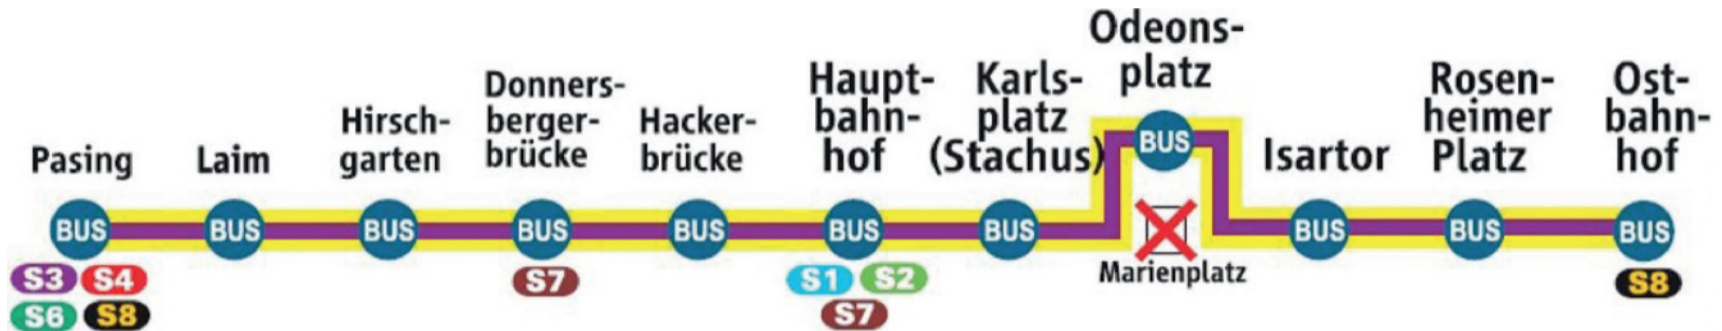 Pasing
Laim
Hirsch-
garten
Donners-
berger-
brücke
Hacker-
brücke
Haupt-
bahn-
hof
Karls-
platz
(Stachus)
Odeons-
platz
Isartor
Rosen-
heimer
Platz
Ost-
bahn-
hof
BUS BUS BUS BUS BUS BUS BUS BUS BUS BUS BUS
Marienplatz
S3 S4
S6 S8
S7
S1 S2
S7
S8